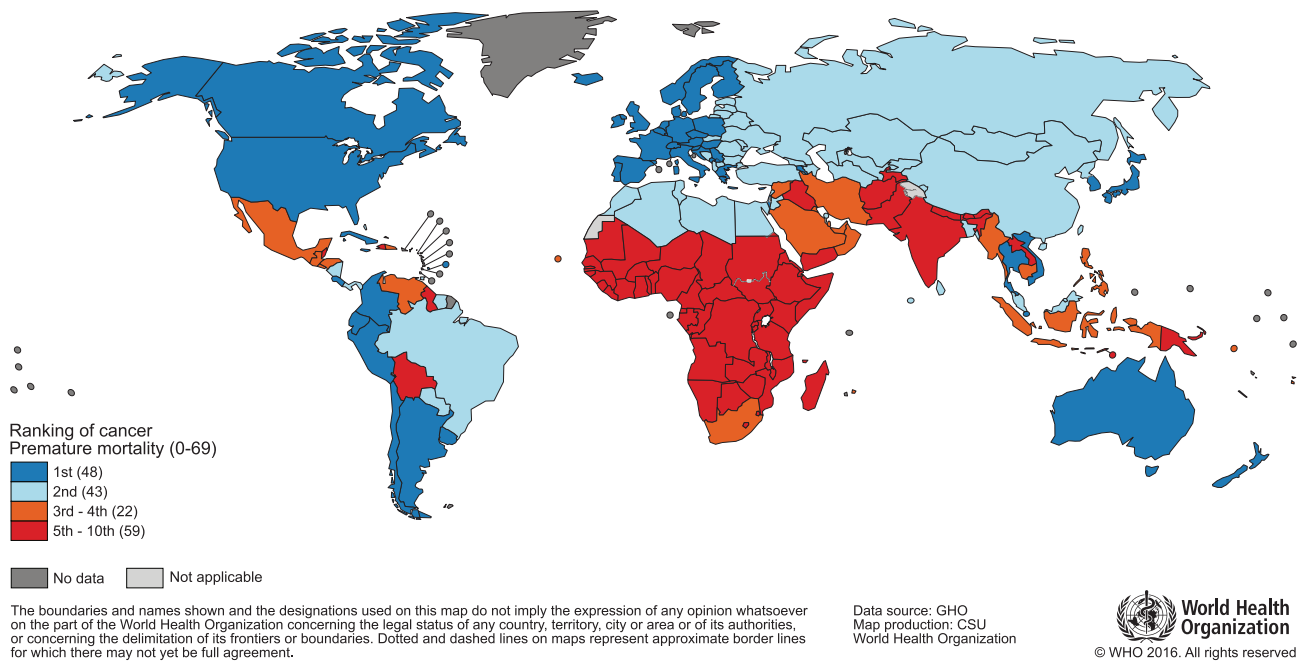 Ranking of cancer
Premature mortality (0-69)
1st (48)
2nd (43)
3rd - 4th (22)
5th - 10th (59)
No data
Not applicable
The boundaries and names shown and the designations used on this map do not imply the expression of any opinion whatsoever
on the part of the World Health Organization concerning the legal status of any country, territory, city or area or of its authorities,
or concerning the delimitation of its frontiers or boundaries. Dotted and dashed lines on maps represent approximate border lines
for which there may not yet be full agreement.
Data source: GHO
Map production: CSU
World Health Organization
World Health
Organization
© WHO 2016. All rights reserved